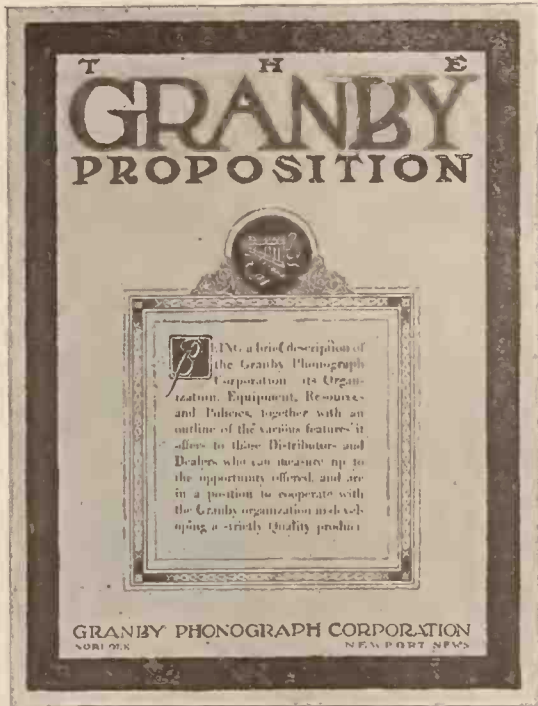 THE
GRANBY
PROPOSITION
BEING a brief description of
the Granby Phonograph
Corporation its Organ-
ization, Equipment, Resources
and Policies, together with an
outline of the various features it
offers to those Distributors and
Dealers who can measure up to
the opportunity offered, and are
in a position to cooperate with
the Granby organization in devel-
oping a strictly Quality product
GRANBY PHONOGRAPH CORPORATION
NORFOLK NEWPORT NEWS